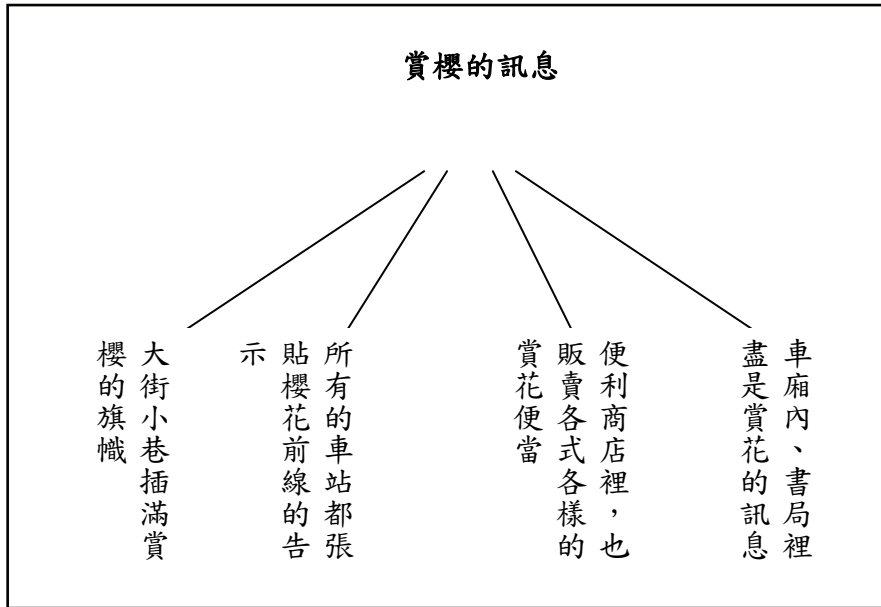 賞櫻的訊息
車廂內、書局裡
盡是賞花的訊息
便利商店裡，也
販賣各式各樣的
賞花便當
所有的車站都張
貼櫻花前線的告
示
大街小巷插滿賞
櫻的旗幟